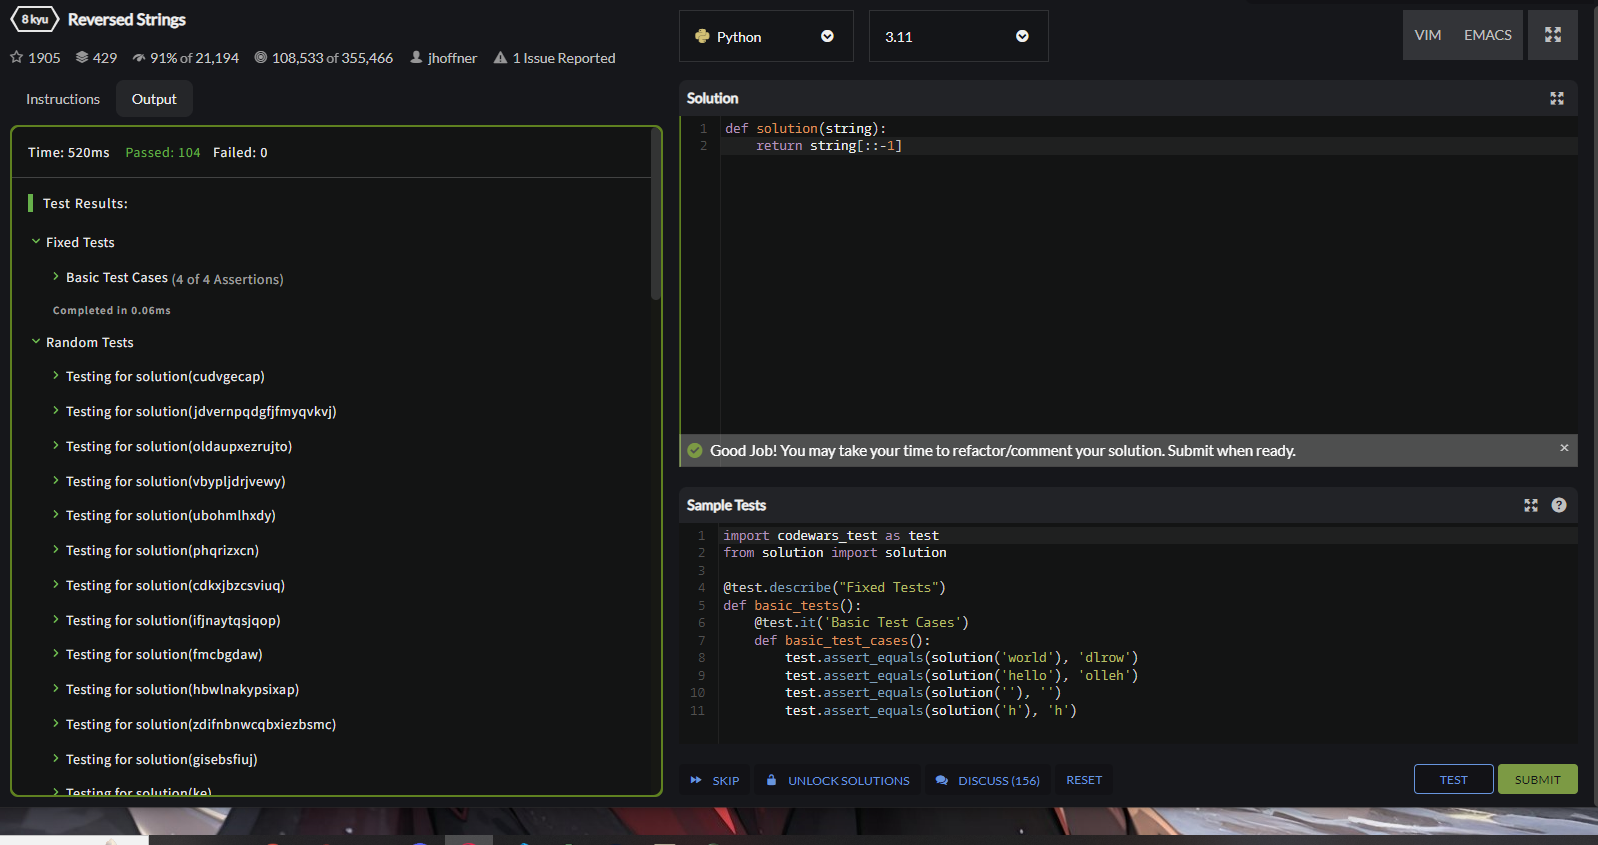 8 kyu Reversed Strings
1905 429 91% of 21,194 108,533 of 355,466 jhoffner 1 Issue Reported
Instructions Output
Time: 520ms Passed: 104 Failed: 0
Test Results:
Fixed Tests
Basic Test Cases (4 of 4 Assertions)
Completed in 0.06ms
Random Tests
Testing for solution(cudvgecap)
Testing for solution(jdvernpqdgfjfmyqvkvj)
Testing for solution(oldaupxezrujto)
Testing for solution(vbypljdrjvewy)
Testing for solution(ubohmlhxdy)
Testing for solution(phqrizxcn)
Testing for solution(cdkxjbzcsviuq)
Testing for solution(ifjnaytqsjqop)
Testing for solution(fmcbgdaw)
Testing for solution(hbwlnakypsixap)
Testing for solution(zdifnbnwcqbxiezbsmc)
Testing for solution(gisebsfiuj)
Testing for solution(ke)
Python 3.11 VIM EMACS
Solution
1 def solution(string):
2     return string[::-1]
Good Job! You may take your time to refactor/comment your solution. Submit when ready.
Sample Tests
1 import codewars_test as test
2 from solution import solution
3
4 @test.describe("Fixed Tests")
5 def basic_tests():
6     @test.it('Basic Test Cases')
7     def basic_test_cases():
8         test.assert_equals(solution('world'), 'dlrow')
9         test.assert_equals(solution('hello'), 'olleh')
10         test.assert_equals(solution(''), '')
11         test.assert_equals(solution('h'), 'h')
SKIP UNLOCK SOLUTIONS DISCUSS (156) RESET TEST SUBMIT